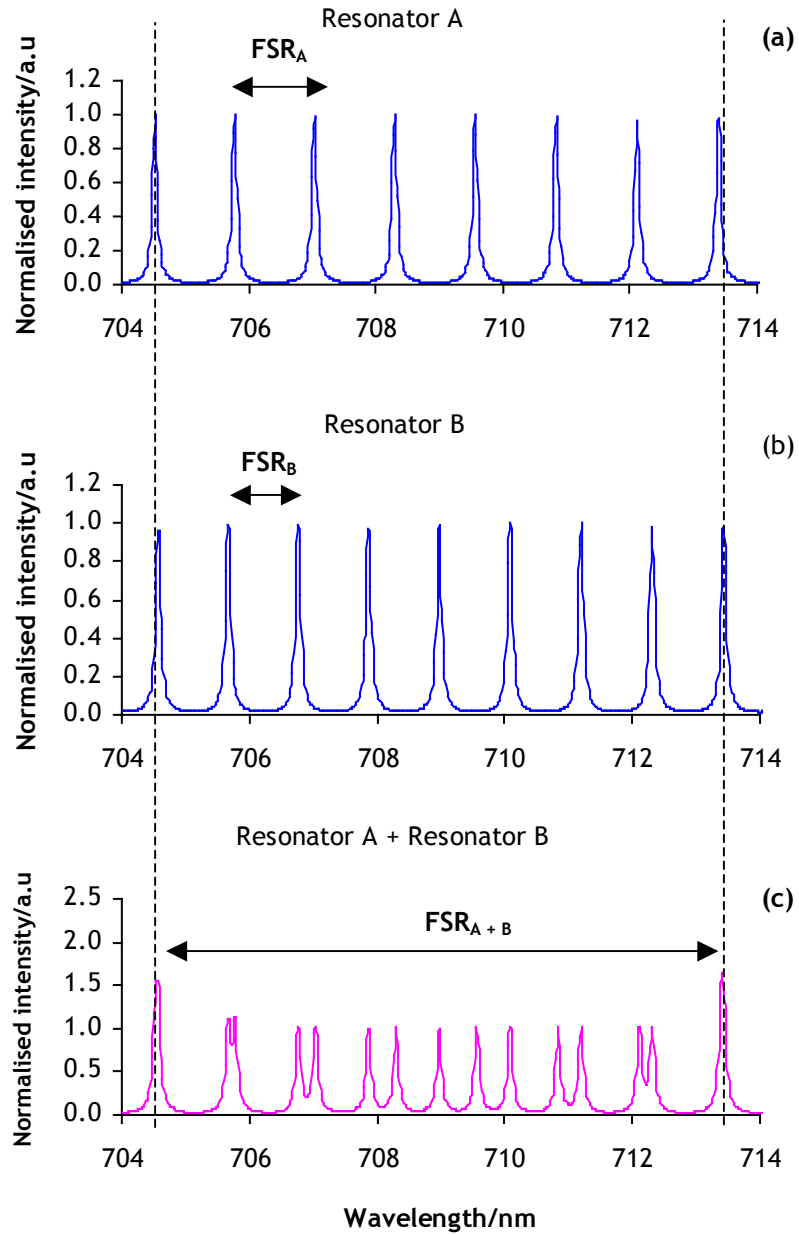 Resonator A
(a)
FSRA
Normalised intensity/a.u
1.2
1.0
0.8
0.6
0.4
0.2
0.0
704 706 708 710 712 714
Resonator B
(b)
FSRB
Normalised intensity/a.u
1.2
1.0
0.8
0.6
0.4
0.2
0.0
704 706 708 710 712 714
Resonator A + Resonator B
(c)
FSRA + B
Normalised intensity/a.u
2.5
2.0
1.5
1.0
0.5
0.0
704 706 708 710 712 714
Wavelength/nm